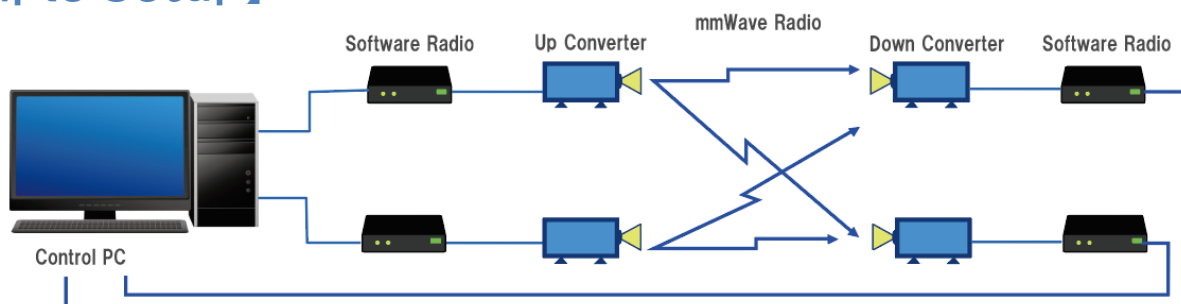 Software Radio
Up Converter
mmWave Radio
Down Converter
Software Radio
Control PC